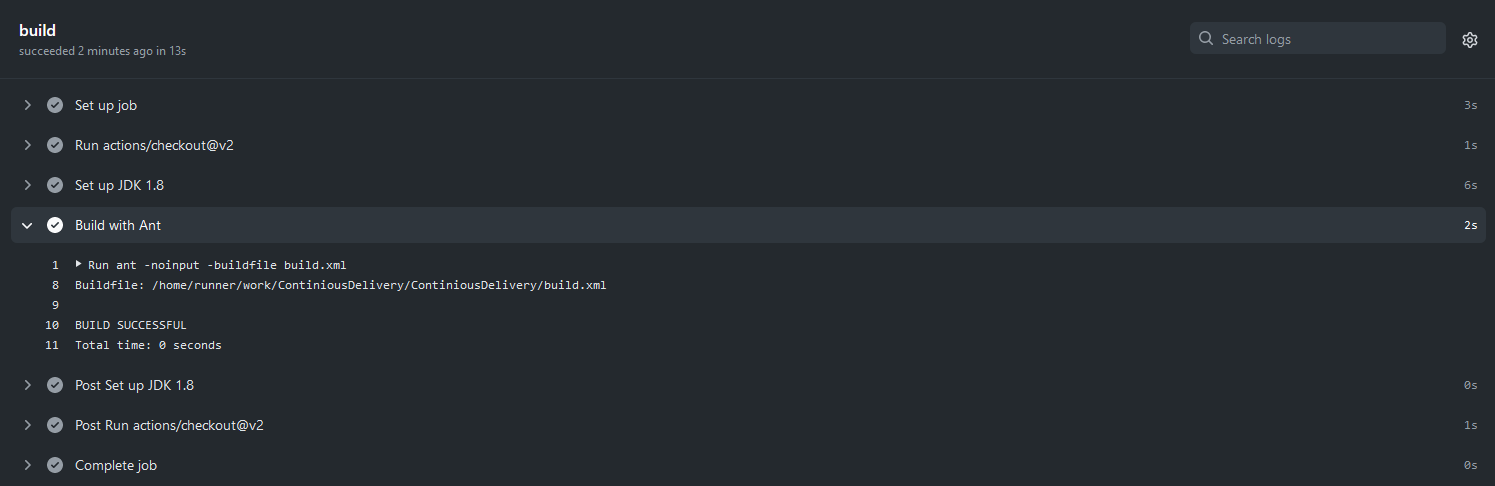 build
succeeded 2 minutes ago in 13s
Search logs
Set up job 3s
Run actions/checkout@v2 1s
Set up JDK 1.8 6s
Build with Ant 2s
1 Run ant -noinput -buildfile build.xml
8 Buildfile: /home/runner/work/ContiniousDelivery/ContiniousDelivery/build.xml
9
10 BUILD SUCCESSFUL
11 Total time: 0 seconds
Post Set up JDK 1.8 0s
Post Run actions/checkout@v2 1s
Complete job 0s